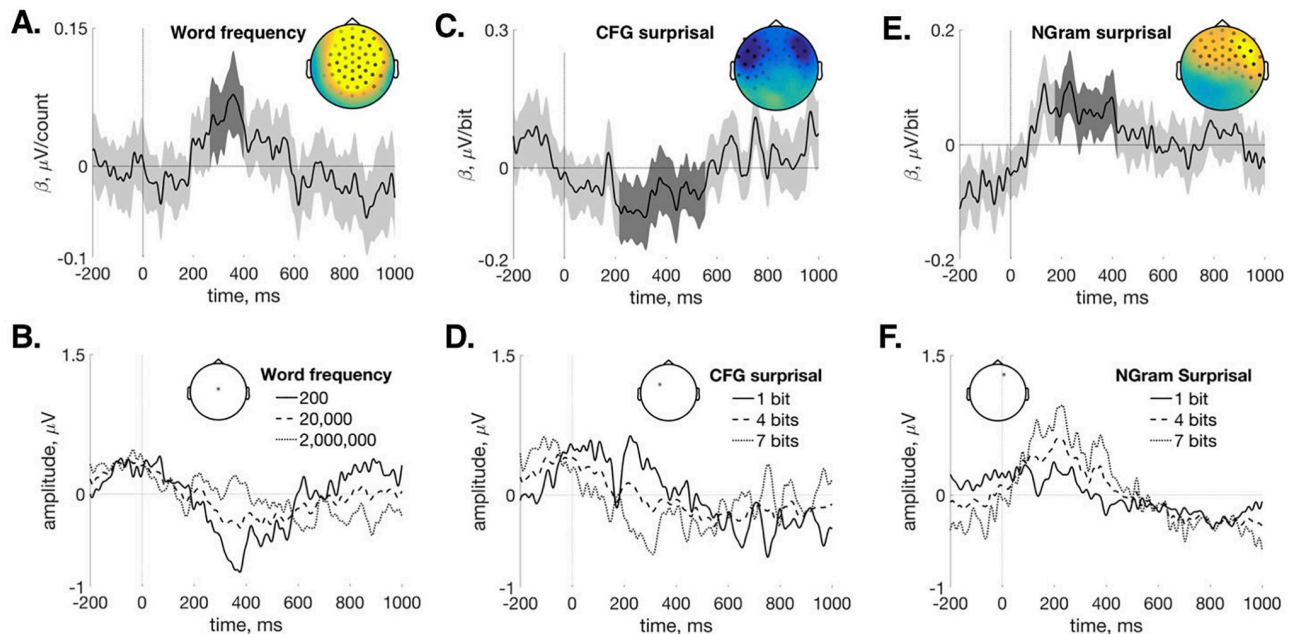 A.
Word frequency
0.15
0
-0.1
β, μV/count
-200 0 200 400 600 800 1000
time, ms
C.
CFG surprisal
0.3
0
-0.2
β, μV/bit
-200 0 200 400 600 800 1000
time, ms
E.
NGram surprisal
0.2
0
-0.2
β, μV/bit
-200 0 200 400 600 800 1000
time, ms
B.
Word frequency
200
20,000
2,000,000
1.5
0
-1
amplitude, μV
-200 0 200 400 600 800 1000
time, ms
D.
CFG surprisal
1 bit
4 bits
7 bits
1.5
0
-1
amplitude, μV
-200 0 200 400 600 800 1000
time, ms
F.
NGram Surprisal
1 bit
4 bits
7 bits
1.5
0
-1
amplitude, μV
-200 0 200 400 600 800 1000
time, ms